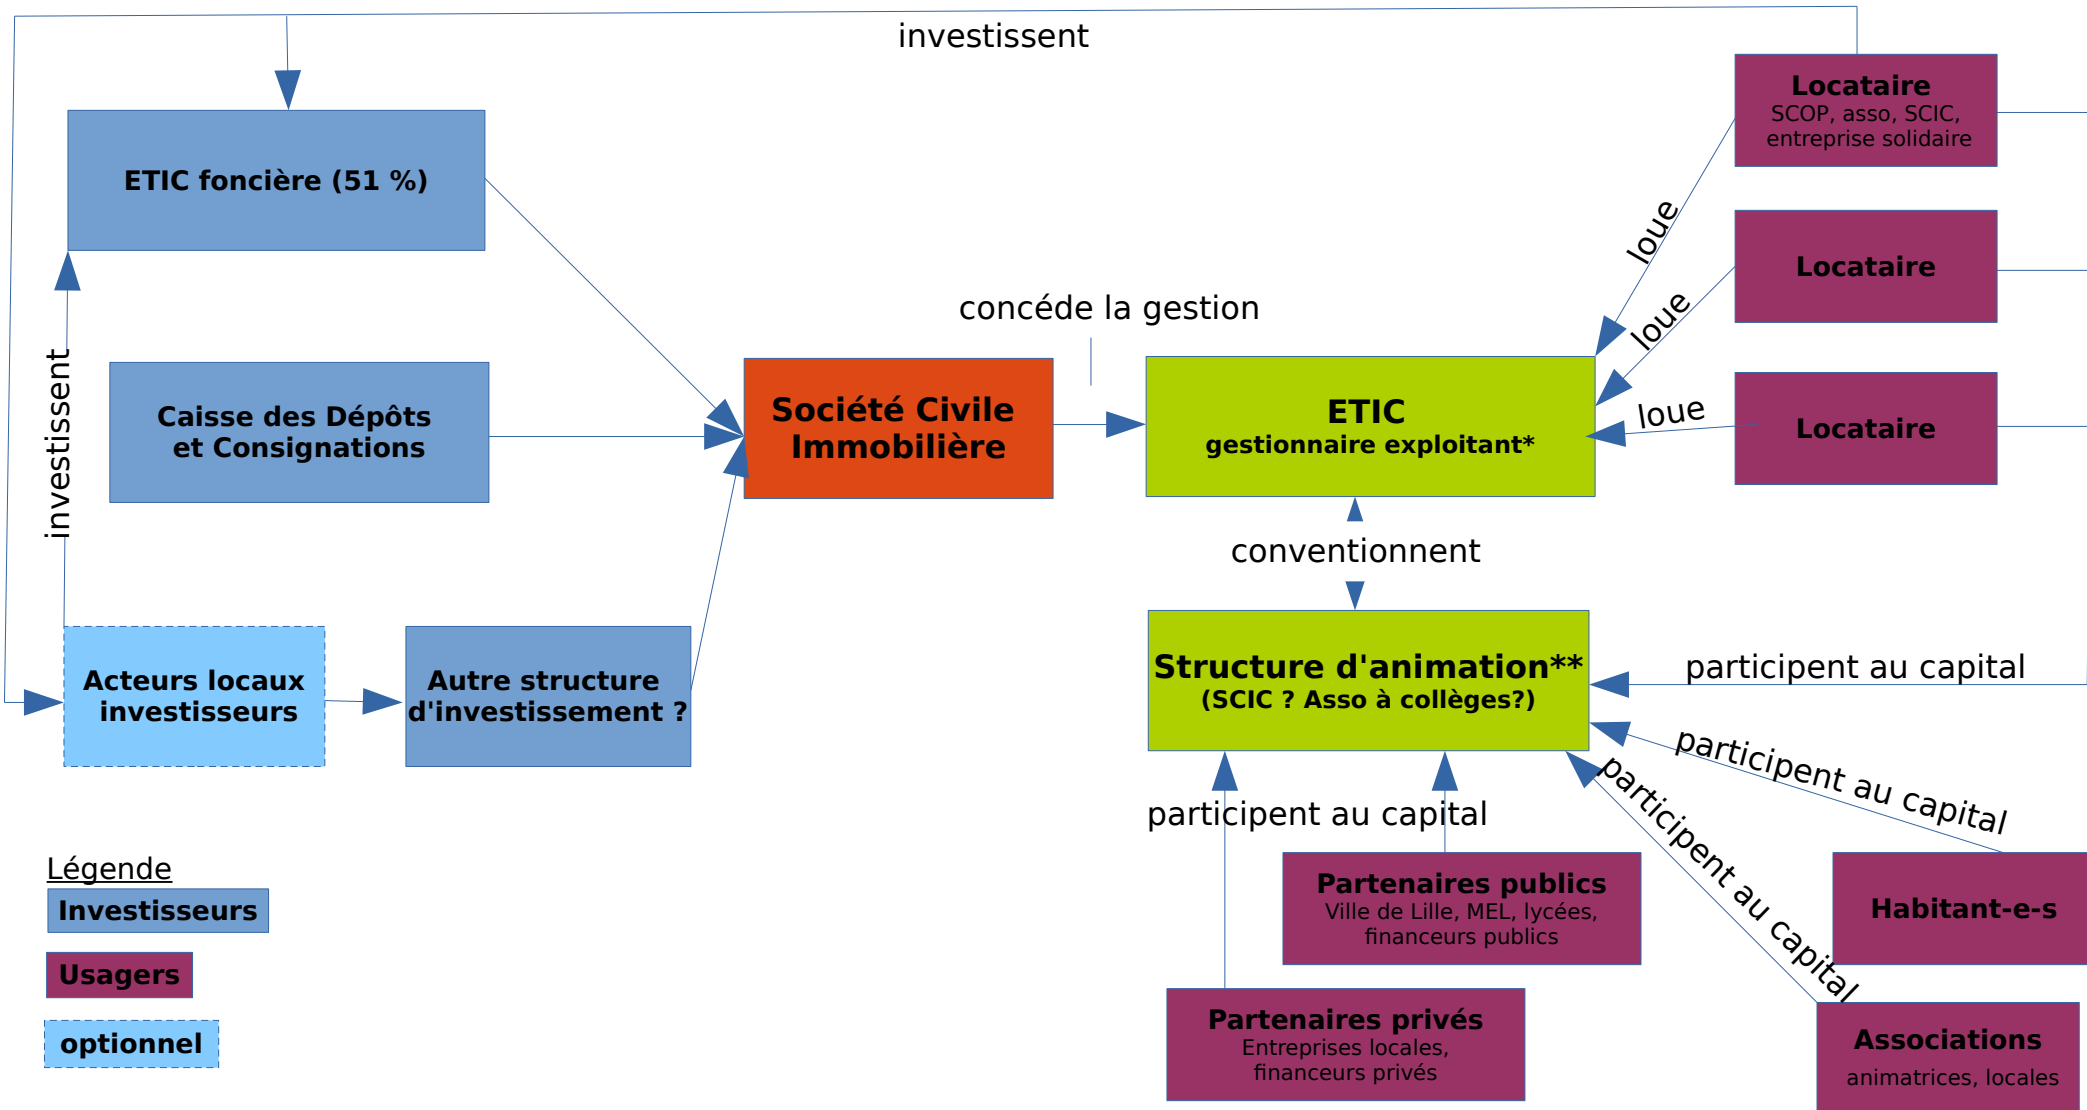 investissent
Locataire
SCOP, asso, SCIC,
entreprise solidaire
ETIC foncière (51 %)
loue
Locataire
concéde la gestion
loue
investissent
Caisse des Dépôts
et Consignations
Société Civile
Immobilière
ETIC
gestionnaire exploitant*
loue
Locataire
conventionnent
Acteurs locaux
investisseurs
Autre structure
d'investissement ?
Structure d'animation**
(SCIC ? Asso à collèges?)
participent au capital
participent au capital
participent au capital
participent au capital
Légende
Investisseurs
Usagers
optionnel
Partenaires publics
Ville de Lille, MEL, lycées,
financeurs publics
Habitant-e-s
Partenaires privés
Entreprises locales,
financeurs privés
Associations
animatrices, locales